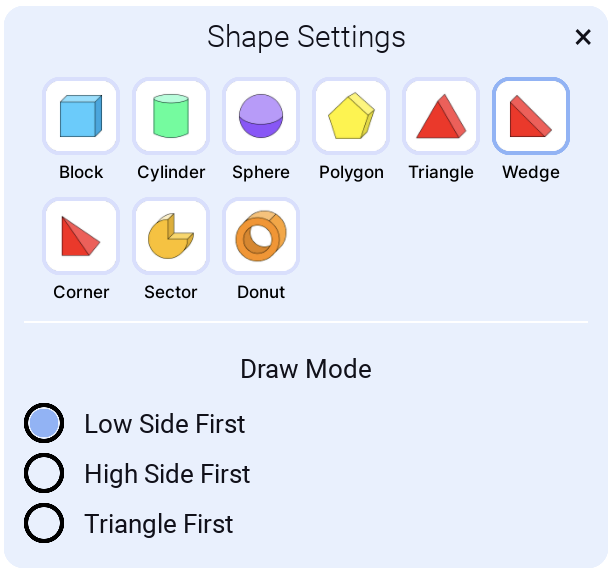 Shape Settings ×
Block Cylinder Sphere Polygon Triangle Wedge
Corner Sector Donut
Draw Mode
Low Side First
High Side First
Triangle First